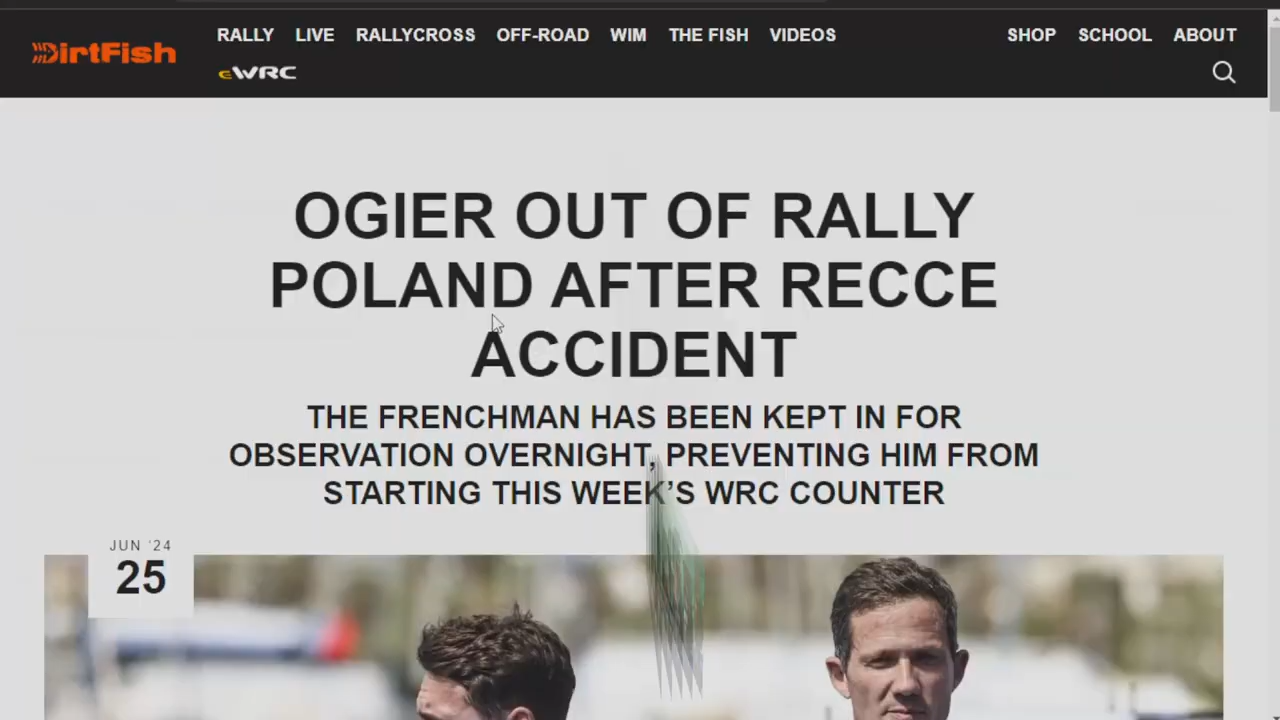 DirtFish
RALLY LIVE RALLYCROSS OFF-ROAD WIM THE FISH VIDEOS
SHOP SCHOOL ABOUT
eWRC
OGIER OUT OF RALLY
POLAND AFTER RECCE
ACCIDENT
THE FRENCHMAN HAS BEEN KEPT IN FOR
OBSERVATION OVERNIGHT, PREVENTING HIM FROM
STARTING THIS WEEK’S WRC COUNTER
JUN '24
25